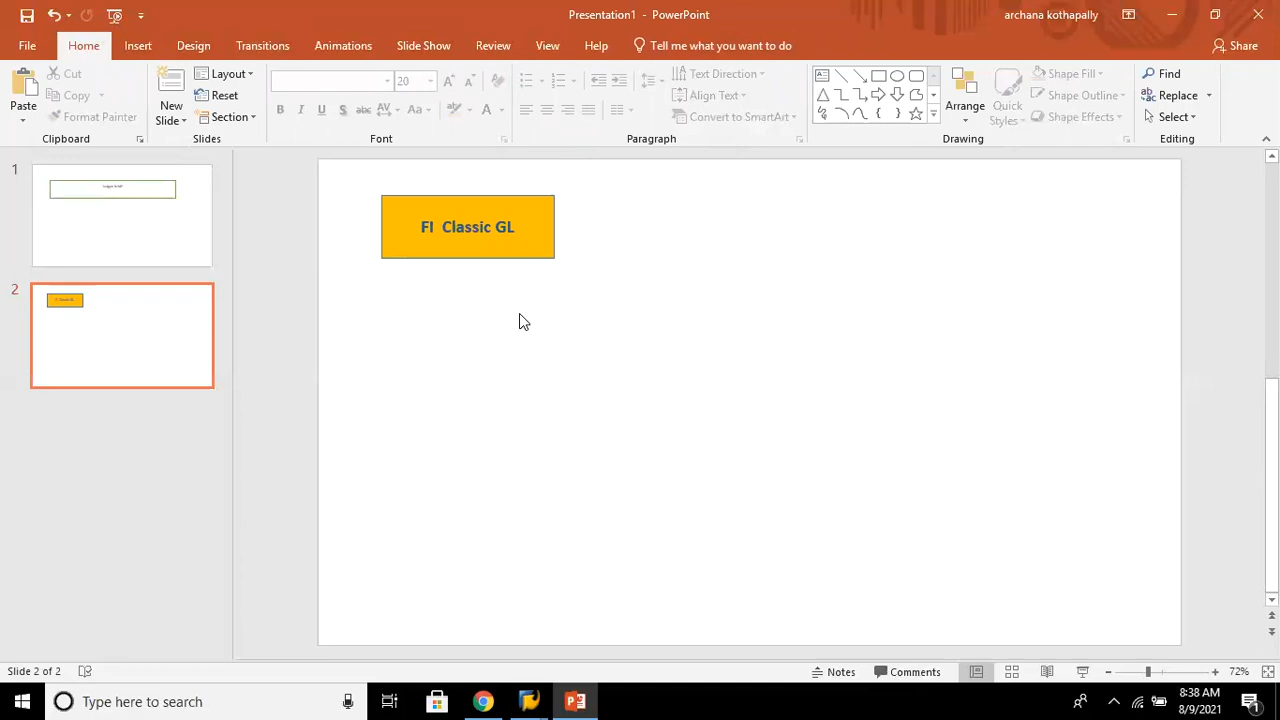 Presentation1 - PowerPoint
archana kothapally
File
Home
Insert
Design
Transitions
Animations
Slide Show
Review
View
Help
Tell me what you want to do
Share
Paste
Cut
Copy
Format Painter
Clipboard
New
Slide
Layout
Reset
Section
Slides
20
B I U S abc AV Aa A
Font
Text Direction
Align Text
Convert to SmartArt
Paragraph
Arrange
Quick
Styles
Shape Fill
Shape Outline
Shape Effects
Drawing
Find
Replace
Select
Editing
1
2
FI Classic GL
Slide 2 of 2
Notes
Comments
72%
Type here to search
8:38 AM
8/9/2021
1